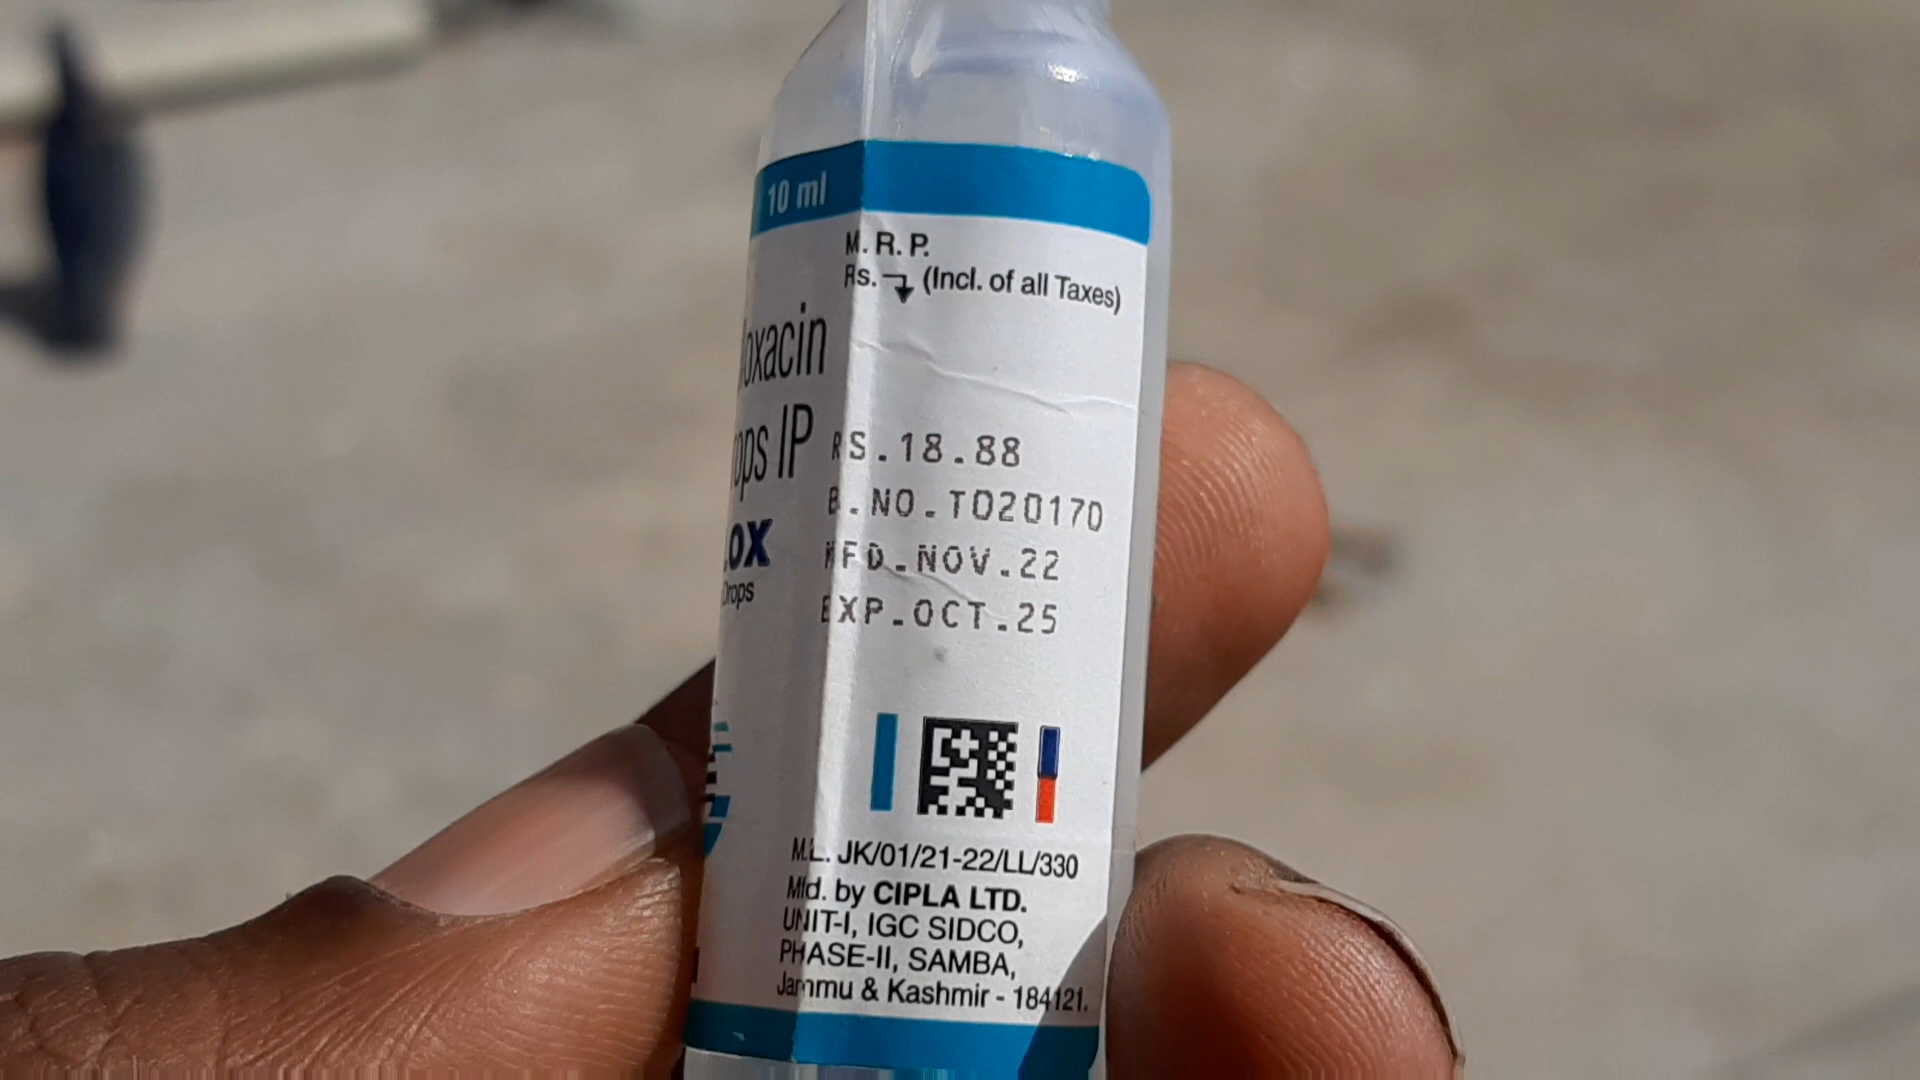 10 ml
M. R. P.
Rs. (Incl. of all Taxes)
loxacin
rops IP
RS.18.88
B.NO.TO20170
MFD.NOV.22
EXP.OCT.25
OX
Drops
M.L. JK/01/21-22/LL/330
Mfd. by CIPLA LTD.
UNIT-I, IGC SIDCO,
PHASE-II, SAMBA,
Jammu & Kashmir - 184121.